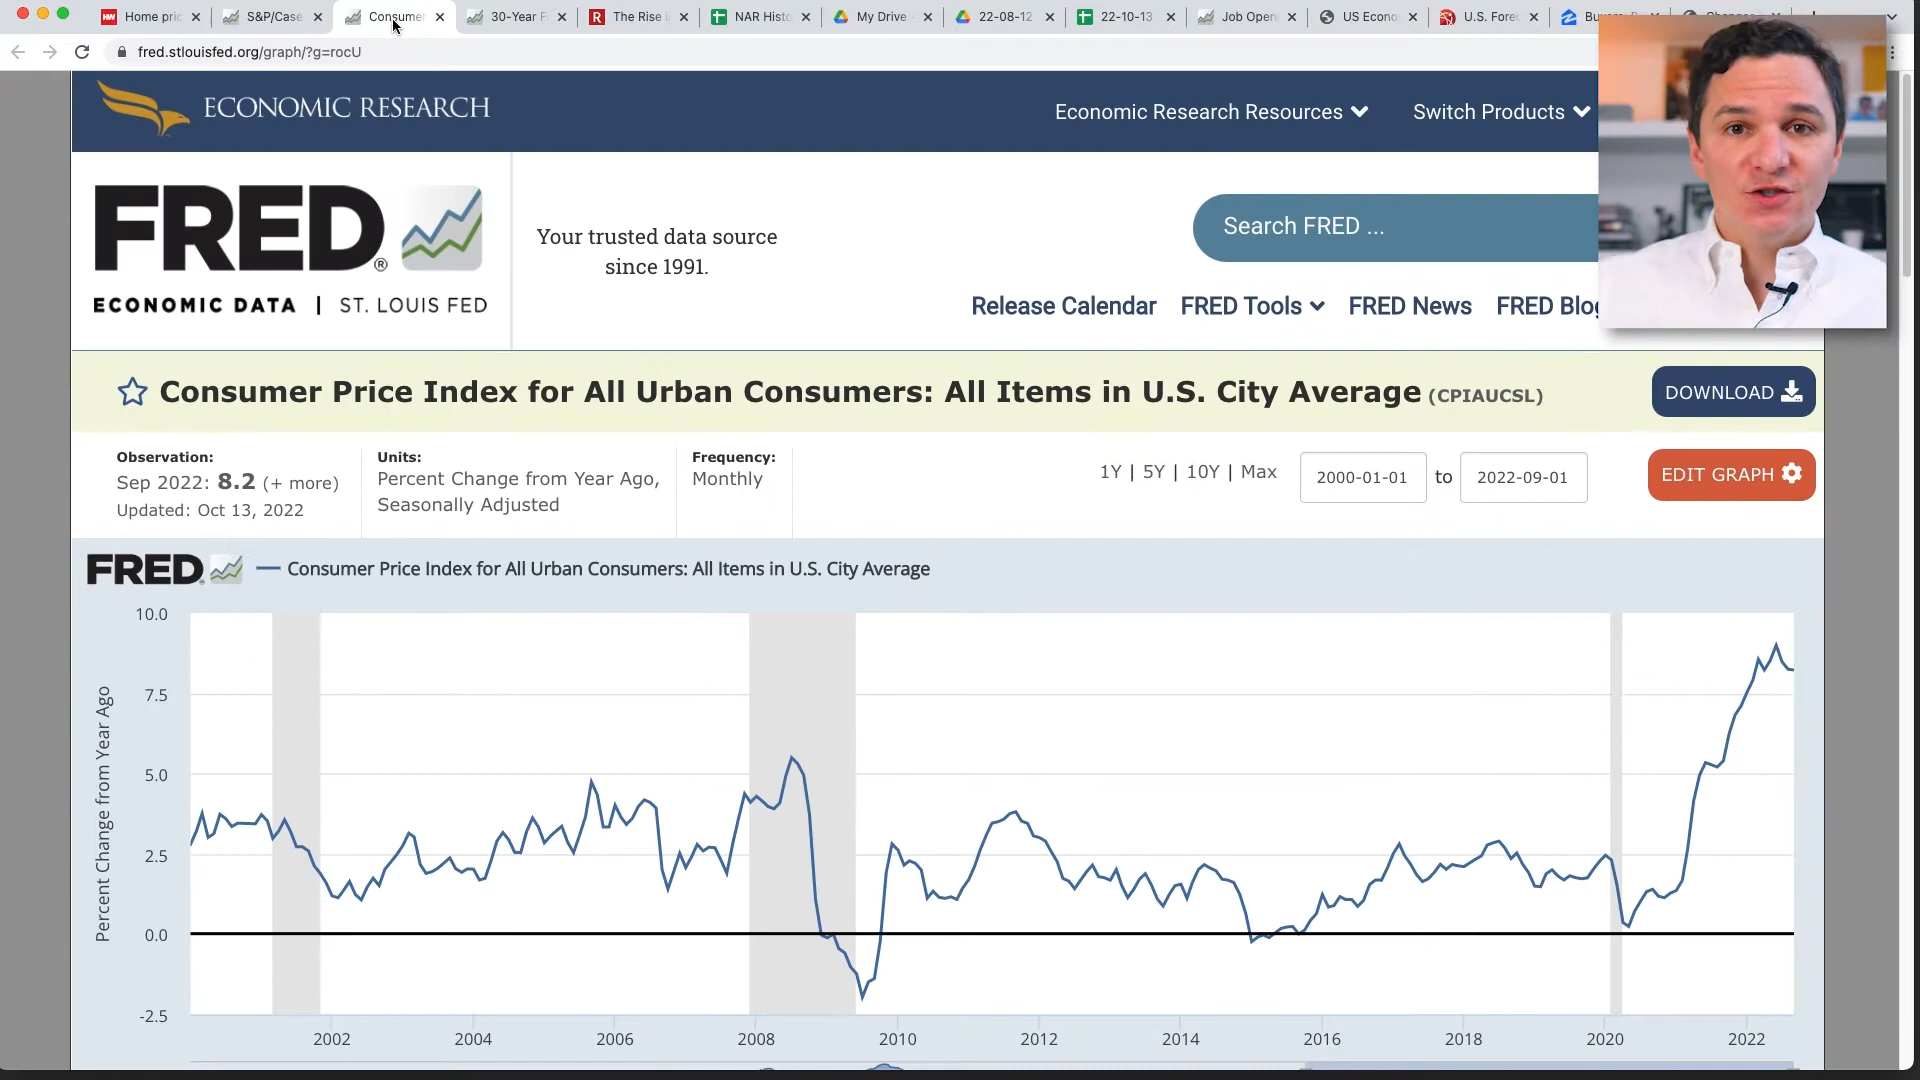 Home pric
S&P/Case
Consumer
30-Year F
The Rise i
NAR Histo
My Drive -
22-08-12
22-10-13
Job Open
US Econo
U.S. Fore
fred.stlouisfed.org/graph/?g=rocU
ECONOMIC RESEARCH
Economic Research Resources
Switch Products
FRED®
ECONOMIC DATA | ST. LOUIS FED
Your trusted data source
since 1991.
Search FRED ...
Release Calendar
FRED Tools
FRED News
FRED Blog
Consumer Price Index for All Urban Consumers: All Items in U.S. City Average (CPIAUCSL)
DOWNLOAD
Observation:
Sep 2022: 8.2 (+ more)
Updated: Oct 13, 2022
Units:
Percent Change from Year Ago,
Seasonally Adjusted
Frequency:
Monthly
1Y | 5Y | 10Y | Max
2000-01-01 to 2022-09-01
EDIT GRAPH
FRED
Consumer Price Index for All Urban Consumers: All Items in U.S. City Average
Percent Change from Year Ago
10.0
7.5
5.0
2.5
0.0
-2.5
2002
2004
2006
2008
2010
2012
2014
2016
2018
2020
2022